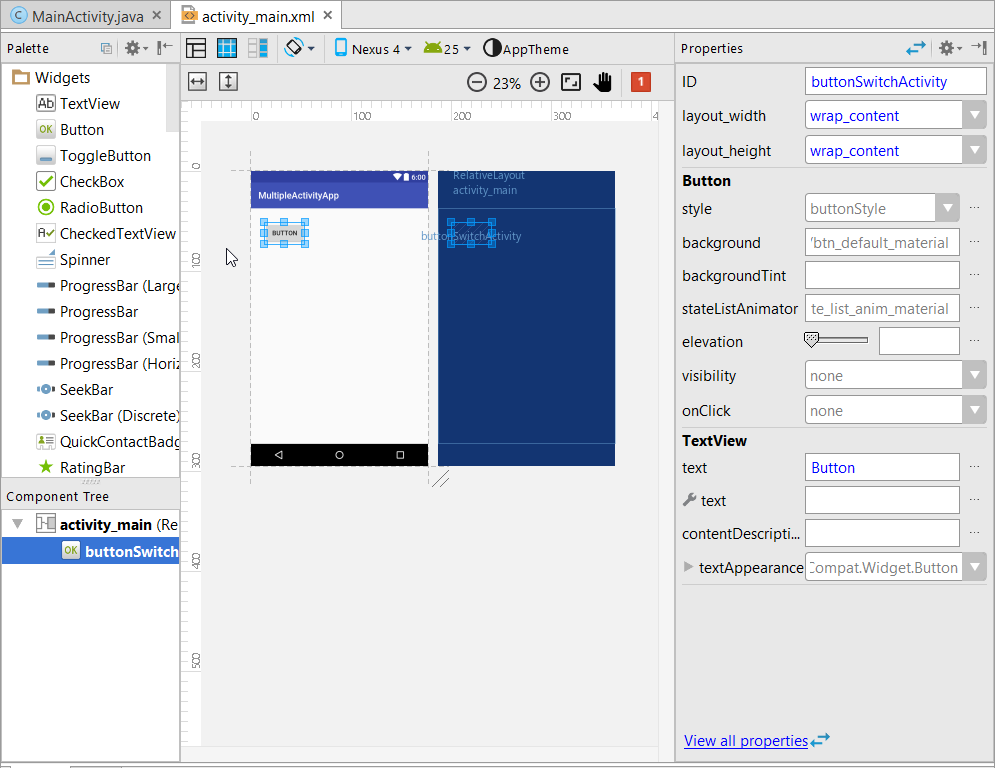 MainActivity.java
activity_main.xml
Palette
Nexus 4
25
AppTheme
Properties
Widgets
Ab TextView
OK Button
ToggleButton
CheckBox
RadioButton
A CheckedTextView
Spinner
ProgressBar (Large
ProgressBar
ProgressBar (Smal
ProgressBar (Horiz
SeekBar
SeekBar (Discrete)
QuickContactBadg
RatingBar
Component Tree
activity_main (Re
OK buttonSwitch
23%
1
0 100 200 300 4
0
100
200
300
400
500
6:00
MultipleActivityApp
BUTTON
RelativeLayout
activity_main
buttonSwitchActivity
ID buttonSwitchActivity
layout_width wrap_content
layout_height wrap_content
Button
style buttonStyle
background /btn_default_material
backgroundTint
stateListAnimator te_list_anim_material
elevation
visibility none
onClick none
TextView
text Button
text
contentDescripti...
textAppearance Compat.Widget.Button
View all properties